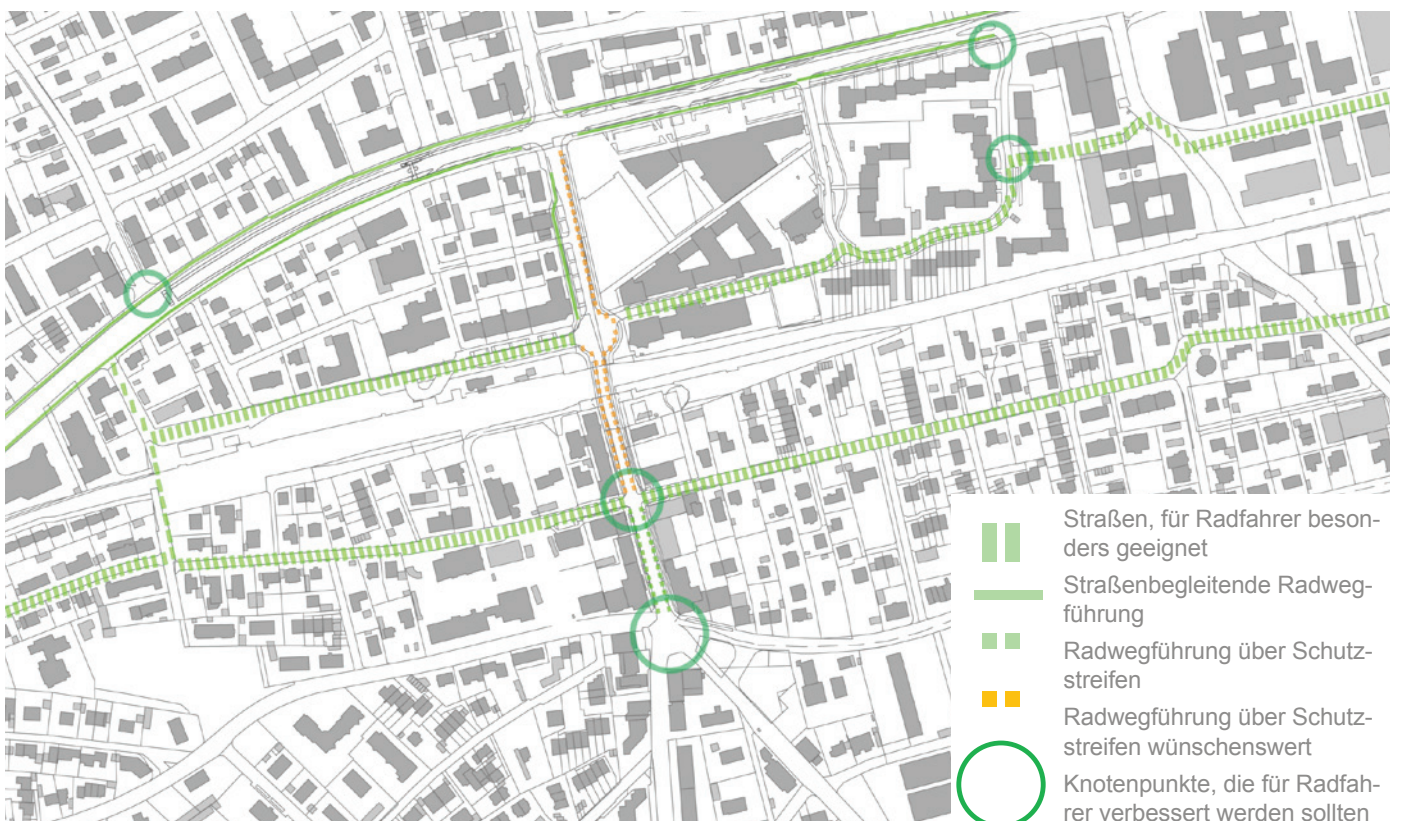 Straßen, für Radfahrer beson-
ders geeignet
Straßenbegleitende Radweg-
führung
Radwegführung über Schutz-
streifen
Radwegführung über Schutz-
streifen wünschenswert
Knotenpunkte, die für Radfah-
rer verbessert werden sollten